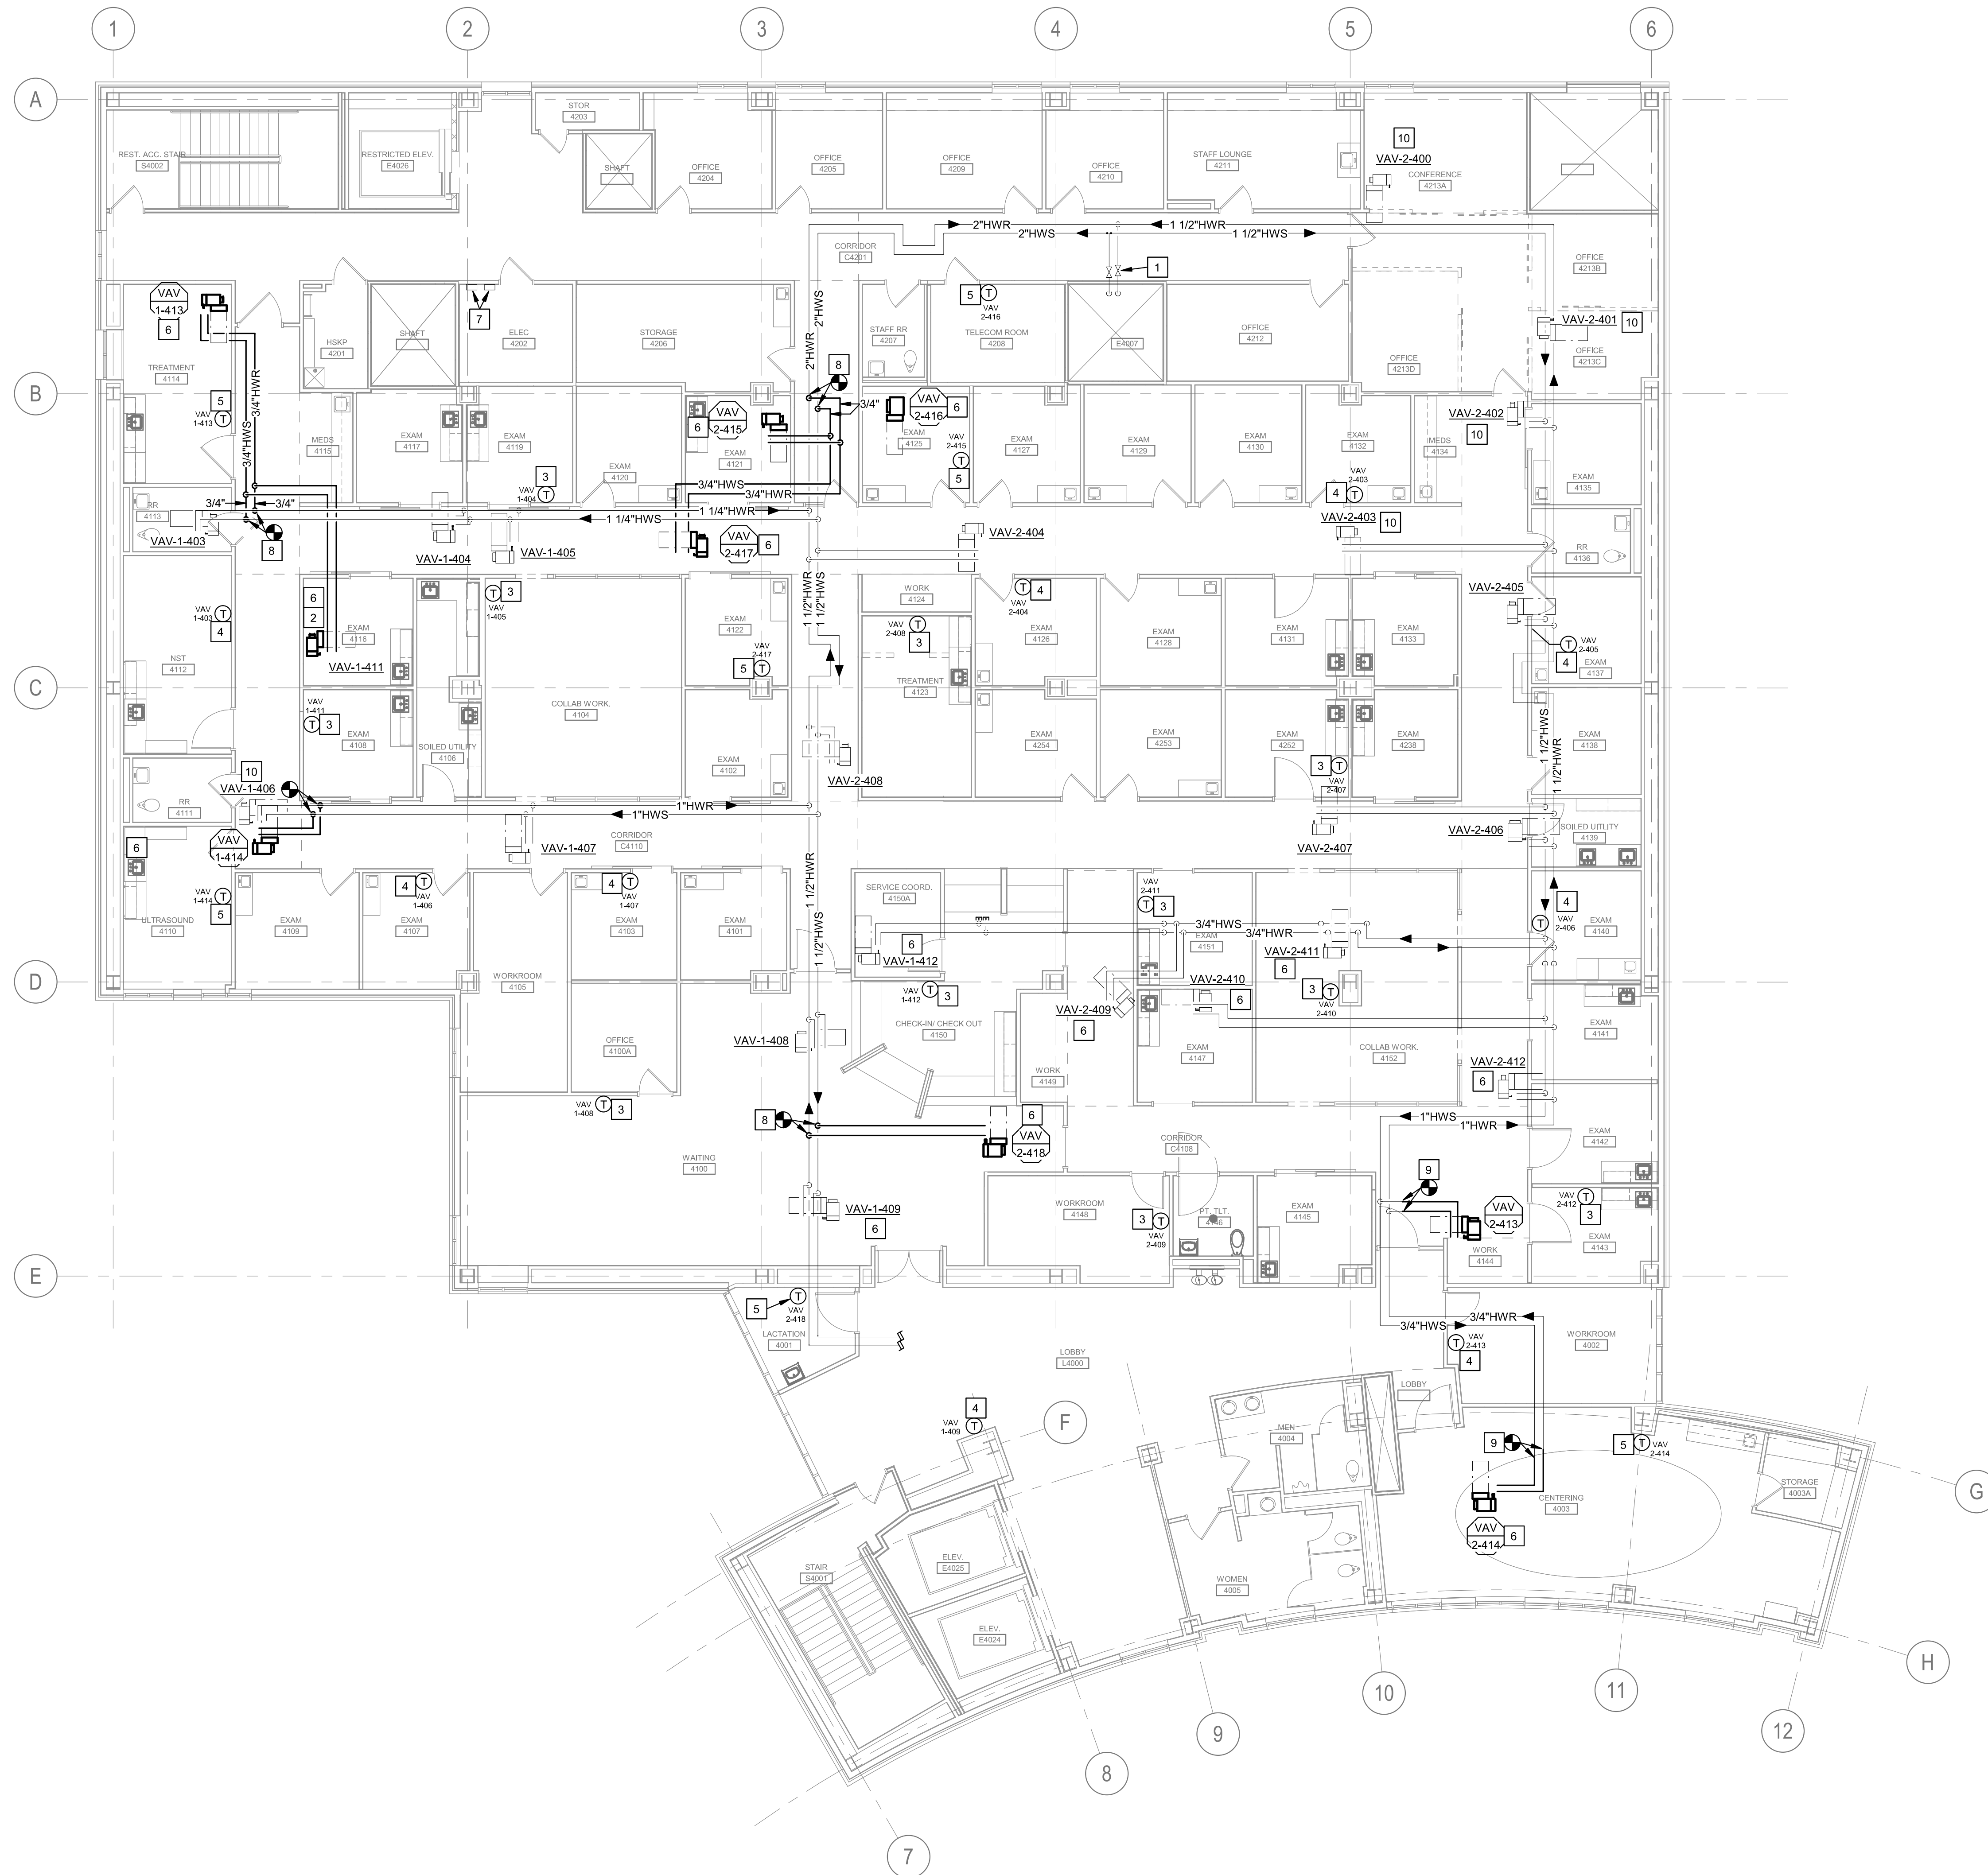 1
2
3
4
5
6
A
STOR
4203
REST. ACC. STAIR
S4002
RESTRICTED ELEV.
E4026
SHAFT
OFFICE
4204
OFFICE
4205
OFFICE
4209
OFFICE
4210
STAFF LOUNGE
4211
10
VAV-2-400
CONFERENCE
4213A
2"HWR
1 1/2"HWR
2"HWS
1 1/2"HWS
CORRIDOR
C4201
1
OFFICE
4213B
VAV
1-413
6
SHAFT
7
ELEC
4202
STORAGE
4206
2"HWS
2"HWR
5
T
VAV
2-416
STAFF RR
4207
TELECOM ROOM
4208
E4007
OFFICE
4212
OFFICE
4213D
VAV-2-401
10
OFFICE
4213C
HSKP
4201
TREATMENT
4114
8
B
5
VAV
1-413
T
3/4"HWS
3/4"HWR
MEDS
4115
EXAM
4117
EXAM
4119
EXAM
4120
VAV
2-415
6
EXAM
4121
3/4"
VAV
2-416
6
EXAM
4125
VAV
2-415
T
5
EXAM
4127
EXAM
4129
EXAM
4130
EXAM
4132
MEDS
4134
VAV-2-402
10
EXAM
4135
3
VAV
1-404
T
VAV
2-403
4
T
3/4"HWS
3/4"HWR
RR
4113
3/4"
3/4"
1 1/4"HWR
1 1/4"HWS
VAV-1-403
8
VAV-1-404
VAV-1-405
VAV
2-417
6
VAV-2-404
VAV-2-403
10
RR
4136
VAV
1-403
T
4
NST
4112
6
2
EXAM
4116
VAV-1-411
T
3
VAV
1-405
EXAM
4122
VAV
2-417
5
T
1 1/2"HWR
1 1/2"HWS
WORK
4124
VAV
2-408
T
3
T
4
VAV
2-404
EXAM
4126
EXAM
4128
EXAM
4131
EXAM
4133
VAV-2-405
T
VAV
2-405
4
EXAM
4137
C
TREATMENT
4123
VAV
1-411
T
3
EXAM
4108
SOILED UTILITY
4106
COLLAB WORK.
4104
EXAM
4102
VAV-2-408
EXAM
4254
EXAM
4253
EXAM
4252
EXAM
4238
3
T
VAV
2-407
1 1/2"HWS
1 1/2"HWR
EXAM
4138
10
VAV-1-406
RR
4111
1"HWR
1"HWS
VAV
1-414
VAV-1-407
CORRIDOR
C4110
VAV-2-407
VAV-2-406
SOILED UITLITY
4139
6
VAV
1-414
T
5
ULTRASOUND
4110
EXAM
4109
4
T
VAV
1-406
EXAM
4107
4
T
VAV
1-407
EXAM
4103
EXAM
4101
1 1/2"HWR
1 1/2"HWS
SERVICE COORD.
4150A
6
VAV-1-412
VAV
2-411
T
3
EXAM
4151
3/4"HWS
3/4"HWR
VAV-2-411
6
4
T
VAV
2-406
EXAM
4140
D
WORKROOM
4105
VAV
1-412
T
3
VAV-2-410
6
VAV-2-409
6
3
T
VAV
2-410
OFFICE
4100A
VAV-1-408
CHECK-IN/ CHECK OUT
4150
WORK
4149
EXAM
4147
COLLAB WORK.
4152
EXAM
4141
VAV-2-412
6
VAV
1-408
T
3
8
6
VAV
2-418
1"HWS
1"HWR
WAITING
4100
CORRIDOR
C4108
EXAM
4142
9
VAV-1-409
6
WORKROOM
4148
3
T
VAV
2-409
PT. TLT.
4146
EXAM
4145
VAV
2-413
WORK
4144
VAV
2-412
T
3
EXAM
4143
E
5
T
VAV
2-418
LACTATION
4001
LOBBY
L4000
3/4"HWR
3/4"HWS
T
VAV
2-413
4
WORKROOM
4002
LOBBY
4
VAV
1-409
T
F
MEN
4004
9
5
T
VAV
2-414
STORAGE
4003A
G
CENTERING
4003
VAV
2-414
6
STAIR
S4001
ELEV.
E4025
WOMEN
4005
ELEV.
E4024
H
11
10
12
9
8
7